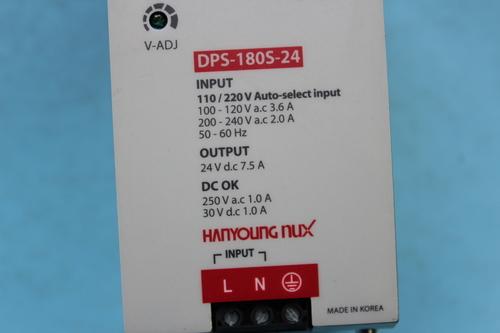 V-ADJ
DPS-180S-24
INPUT
110 / 220 V Auto-select input
100 - 120 V a.c 3.6 A
200 - 240 V a.c 2.0 A
50 - 60 Hz
OUTPUT
24 V d.c 7.5 A
DC OK
250 V a.c 1.0 A
30 V d.c 1.0 A
HANYOUNG NUX
INPUT
L N
MADE IN KOREA